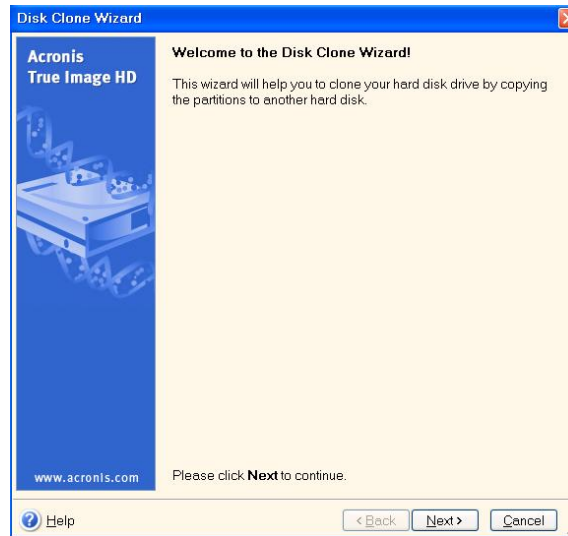 Disk Clone Wizard
Acronis
True Image HD
Welcome to the Disk Clone Wizard!
This wizard will help you to clone your hard disk drive by copying
the partitions to another hard disk.
www.acronis.com
Please click Next to continue.
Help
< Back
Next >
Cancel